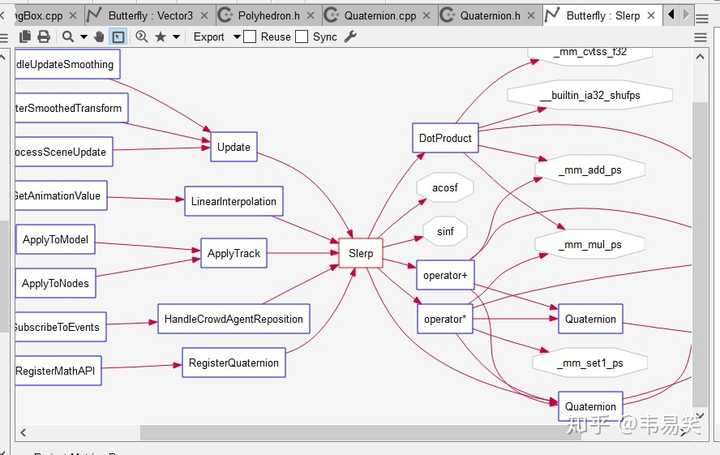 ngBox.cpp
Butterfly : Vector3
Polyhedron.h
Quaternion.cpp
Quaternion.h
Butterfly : Slerp
Export
Reuse
Sync
dleUpdateSmoothing
terSmoothedTransform
ocessSceneUpdate
GetAnimationValue
ApplyToModel
ApplyToNodes
SubscribeToEvents
RegisterMathAPI
Update
LinearInterpolation
ApplyTrack
HandleCrowdAgentReposition
RegisterQuaternion
Slerp
DotProduct
acosf
sinf
operator+
operator*
_mm_cvtss_f32
__builtin_ia32_shufps
_mm_add_ps
_mm_mul_ps
Quaternion
_mm_set1_ps
Quaternion
知乎 @韦易笑